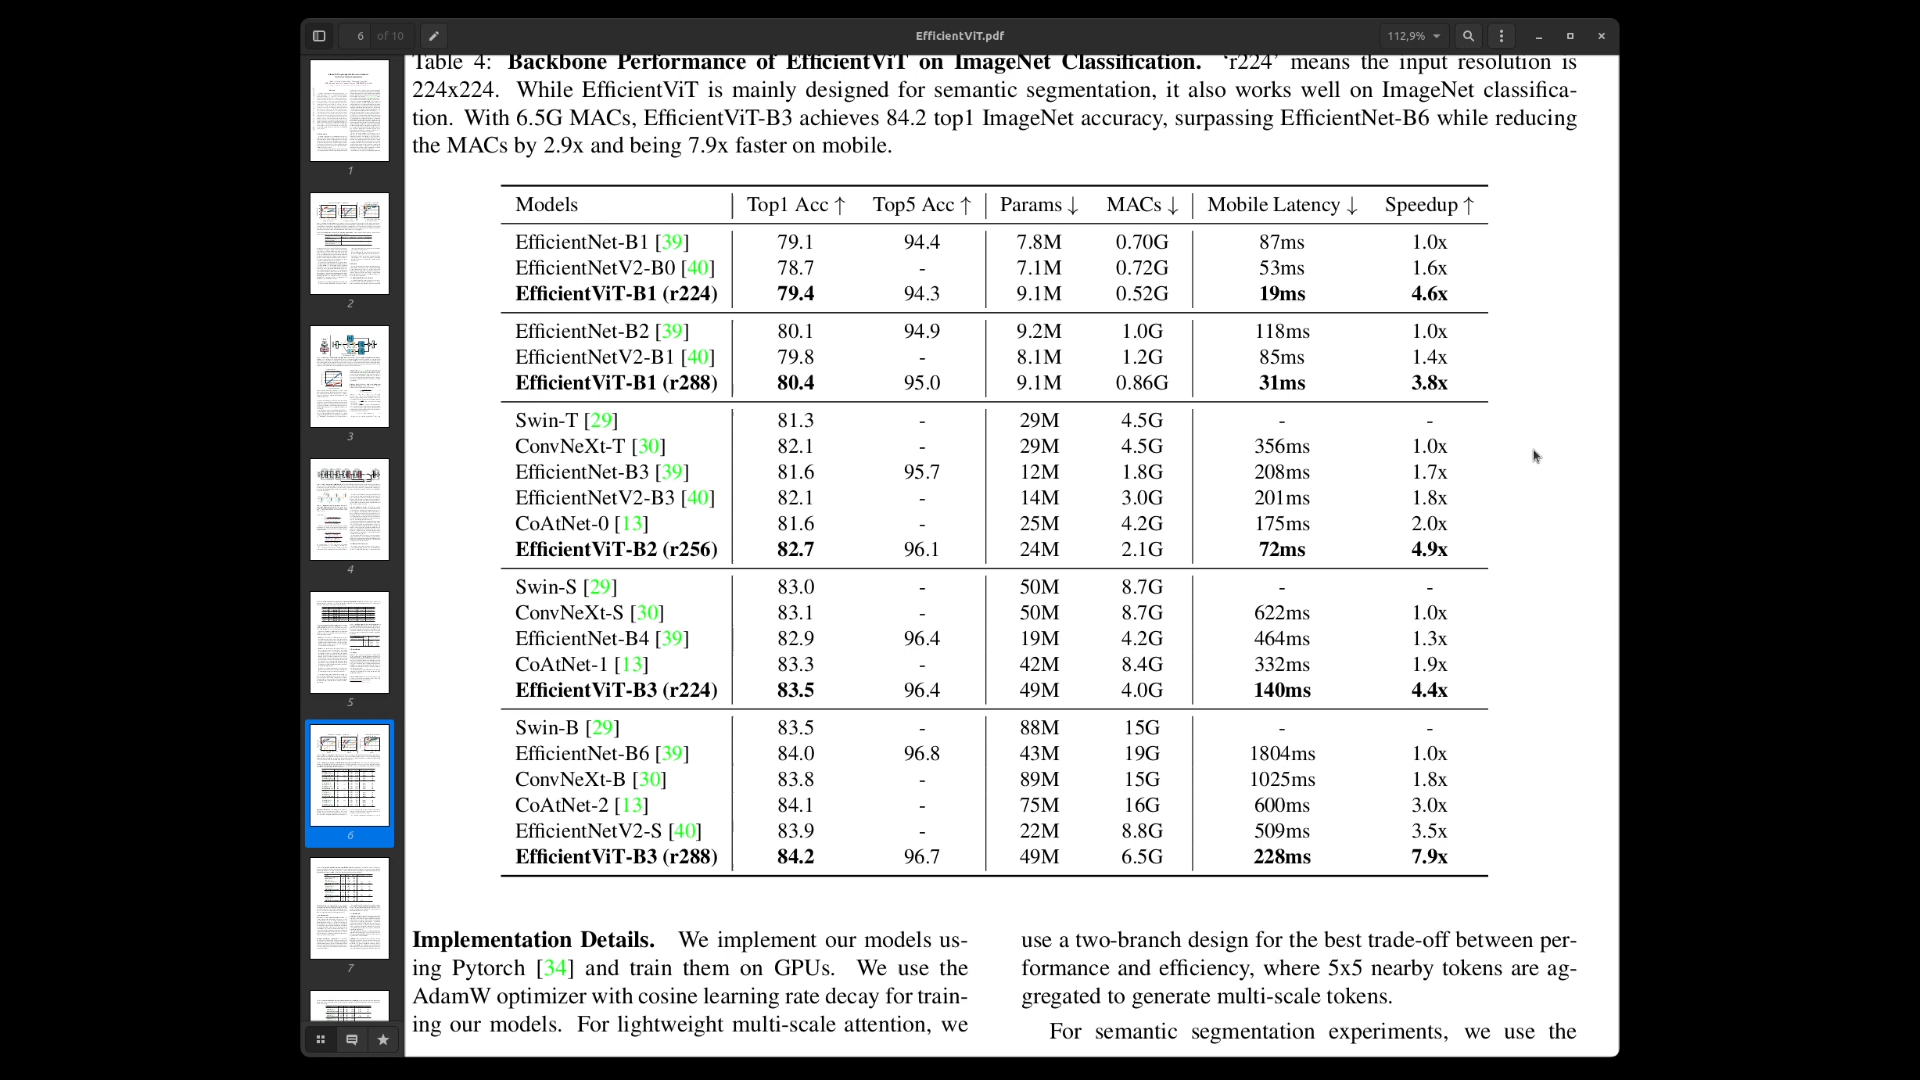 6 of 10
EfficientViT.pdf
112,9%
1
2
3
4
5
6
7
Table 4: Backbone Performance of EfficientViT on ImageNet Classification. ‘r224’ means the input resolution is
224x224. While EfficientViT is mainly designed for semantic segmentation, it also works well on ImageNet classifica-
tion. With 6.5G MACs, EfficientViT-B3 achieves 84.2 top1 ImageNet accuracy, surpassing EfficientNet-B6 while reducing
the MACs by 2.9x and being 7.9x faster on mobile.
Models Top1 Acc ↑ Top5 Acc ↑ Params ↓ MACs ↓ Mobile Latency ↓ Speedup ↑
EfficientNet-B1 [39] 79.1 94.4 7.8M 0.70G 87ms 1.0x
EfficientNetV2-B0 [40] 78.7 - 7.1M 0.72G 53ms 1.6x
EfficientViT-B1 (r224) 79.4 94.3 9.1M 0.52G 19ms 4.6x
EfficientNet-B2 [39] 80.1 94.9 9.2M 1.0G 118ms 1.0x
EfficientNetV2-B1 [40] 79.8 - 8.1M 1.2G 85ms 1.4x
EfficientViT-B1 (r288) 80.4 95.0 9.1M 0.86G 31ms 3.8x
Swin-T [29] 81.3 - 29M 4.5G - -
ConvNeXt-T [30] 82.1 - 29M 4.5G 356ms 1.0x
EfficientNet-B3 [39] 81.6 95.7 12M 1.8G 208ms 1.7x
EfficientNetV2-B3 [40] 82.1 - 14M 3.0G 201ms 1.8x
CoAtNet-0 [13] 81.6 - 25M 4.2G 175ms 2.0x
EfficientViT-B2 (r256) 82.7 96.1 24M 2.1G 72ms 4.9x
Swin-S [29] 83.0 - 50M 8.7G - -
ConvNeXt-S [30] 83.1 - 50M 8.7G 622ms 1.0x
EfficientNet-B4 [39] 82.9 96.4 19M 4.2G 464ms 1.3x
CoAtNet-1 [13] 83.3 - 42M 8.4G 332ms 1.9x
EfficientViT-B3 (r224) 83.5 96.4 49M 4.0G 140ms 4.4x
Swin-B [29] 83.5 - 88M 15G - -
EfficientNet-B6 [39] 84.0 96.8 43M 19G 1804ms 1.0x
ConvNeXt-B [30] 83.8 - 89M 15G 1025ms 1.8x
CoAtNet-2 [13] 84.1 - 75M 16G 600ms 3.0x
EfficientNetV2-S [40] 83.9 - 22M 8.8G 509ms 3.5x
EfficientViT-B3 (r288) 84.2 96.7 49M 6.5G 228ms 7.9x
Implementation Details. We implement our models us-
ing Pytorch [34] and train them on GPUs. We use the
AdamW optimizer with cosine learning rate decay for train-
ing our models. For lightweight multi-scale attention, we
use a two-branch design for the best trade-off between per-
formance and efficiency, where 5x5 nearby tokens are ag-
gregated to generate multi-scale tokens.
For semantic segmentation experiments, we use the